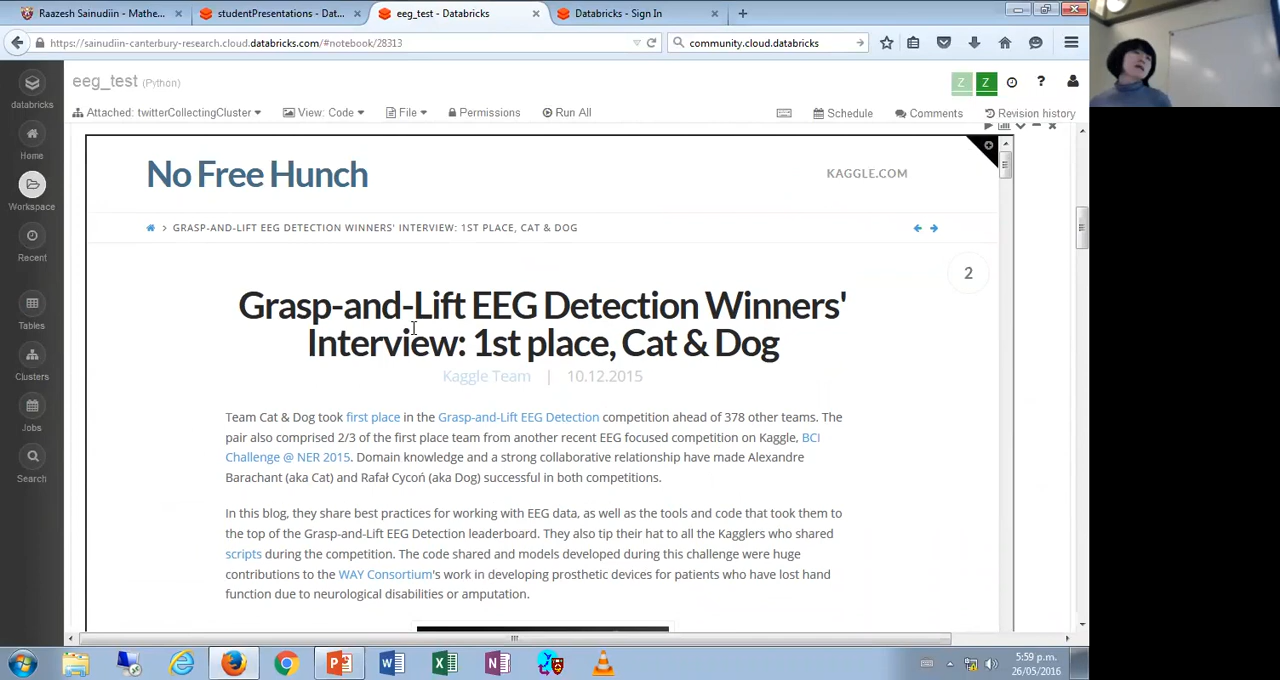 Raazesh Sainudiin - Mathe...
studentPresentations - Dat...
eeg_test - Databricks
Databricks - Sign In
https://sainudiin-canterbury-research.cloud.databricks.com/#notebook/28313
community.cloud.databricks
databricks
Home
Workspace
Recent
Tables
Clusters
Jobs
Search
eeg_test (Python)
Z
Z
?
Attached: twitterCollectingCluster
View: Code
File
Permissions
Run All
Schedule
Comments
Revision history
No Free Hunch
KAGGLE.COM
GRASP-AND-LIFT EEG DETECTION WINNERS' INTERVIEW: 1ST PLACE, CAT & DOG
2
Grasp-and-Lift EEG Detection Winners'
Interview: 1st place, Cat & Dog
Kaggle Team | 10.12.2015
Team Cat & Dog took first place in the Grasp-and-Lift EEG Detection competition ahead of 378 other teams. The
pair also comprised 2/3 of the first place team from another recent EEG focused competition on Kaggle, BCI
Challenge @ NER 2015. Domain knowledge and a strong collaborative relationship have made Alexandre
Barachant (aka Cat) and Rafał Cycoń (aka Dog) successful in both competitions.
In this blog, they share best practices for working with EEG data, as well as the tools and code that took them to
the top of the Grasp-and-Lift EEG Detection leaderboard. They also tip their hat to all the Kagglers who shared
scripts during the competition. The code shared and models developed during this challenge were huge
contributions to the WAY Consortium's work in developing prosthetic devices for patients who have lost hand
function due to neurological disabilities or amputation.
5:59 p.m.
26/05/2016